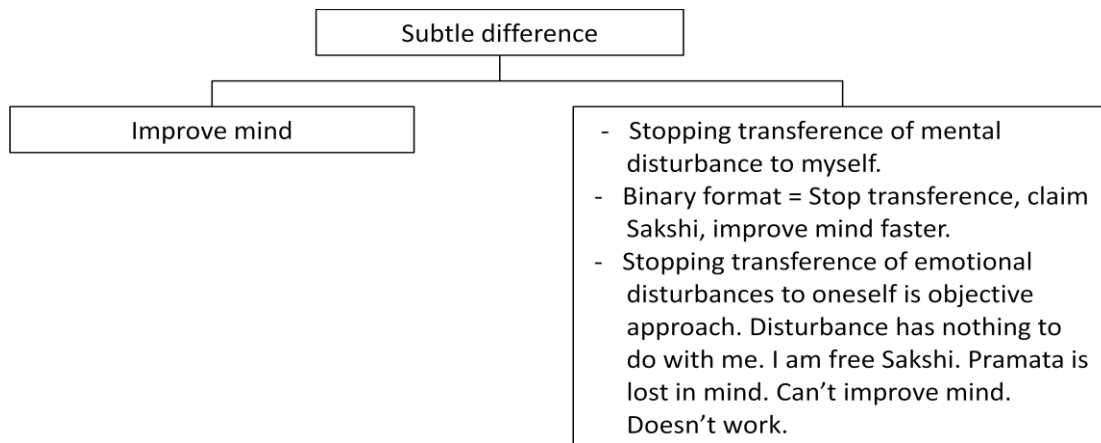 Subtle difference
Improve mind
- Stopping transference of mental
disturbance to myself.
- Binary format = Stop transference, claim
Sakshi, improve mind faster.
- Stopping transference of emotional
disturbances to oneself is objective
approach. Disturbance has nothing to
do with me. I am free Sakshi. Pramata is
lost in mind. Can’t improve mind.
Doesn’t work.